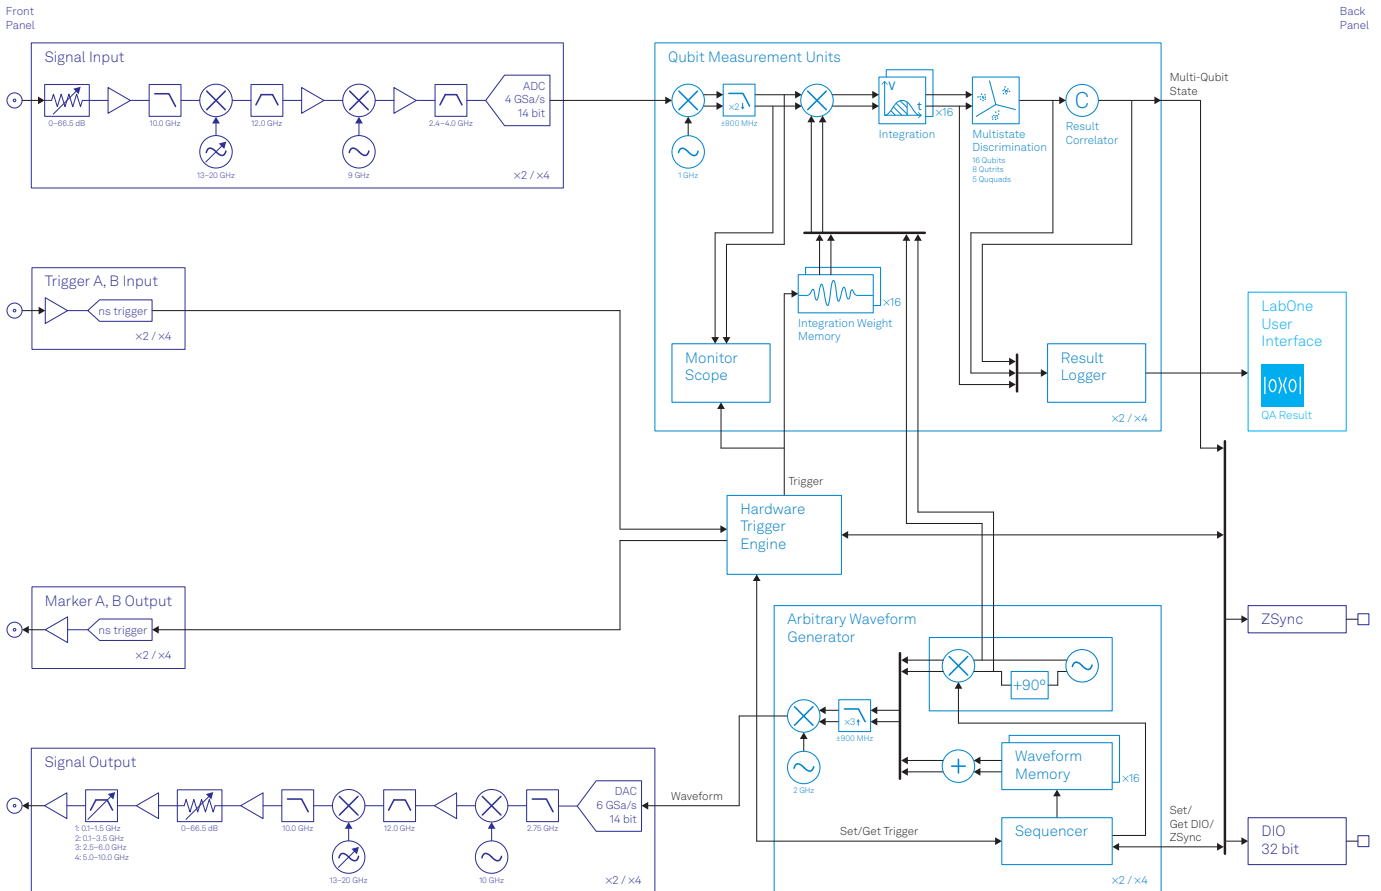 Front
Panel
Back
Panel
Signal Input
0–66.5 dB
10.0 GHz
13–20 GHz
12.0 GHz
9 GHz
2.4–4.0 GHz
ADC
4 GSa/s
14 bit
×2 / ×4
Qubit Measurement Units
1 GHz
×2↓
±800 MHz
V
t
×16
Integration
Multistate
Discrimination
16 Qubits
8 Qutrits
5 Ququads
C
Result
Correlator
Multi-Qubit
State
×16
Integration Weight
Memory
Monitor
Scope
Result
Logger
×2 / ×4
LabOne
User
Interface
|0⟩⟨0|
QA Result
Trigger A, B Input
ns trigger
×2 / ×4
Trigger
Hardware
Trigger
Engine
Marker A, B Output
ns trigger
×2 / ×4
ZSync
Arbitrary Waveform
Generator
+90º
×3↑
±900 MHz
2 GHz
Waveform
Memory
×16
Sequencer
×2 / ×4
Set/Get Trigger
Set/
Get DIO/
ZSync
DIO
32 bit
Waveform
Signal Output
1: 0.1–1.5 GHz
2: 0.1–3.5 GHz
3: 2.5–6.0 GHz
4: 5.0–10.0 GHz
0–66.5 dB
10.0 GHz
13–20 GHz
12.0 GHz
10 GHz
2.75 GHz
DAC
6 GSa/s
14 bit
×2 / ×4